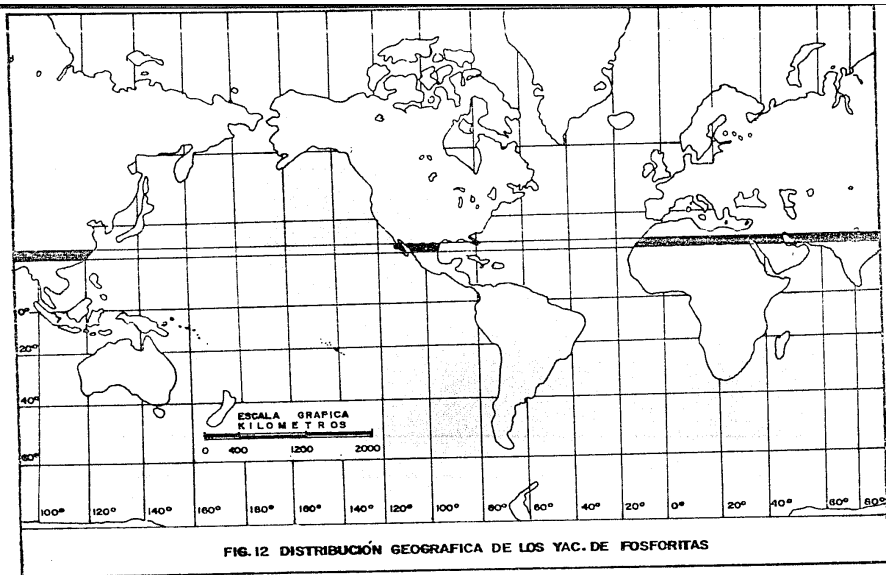 0°
20°
40°
60°
ESCALA GRAFICA
KILOMETROS
0 400 1200 2000
100° 120° 140° 160° 180° 160° 140° 120° 100° 80° 60° 40° 20° 0° 20° 40° 60° 80°
FIG. 12 DISTRIBUCIÓN GEOGRAFICA DE LOS YAC. DE FOSFORITAS